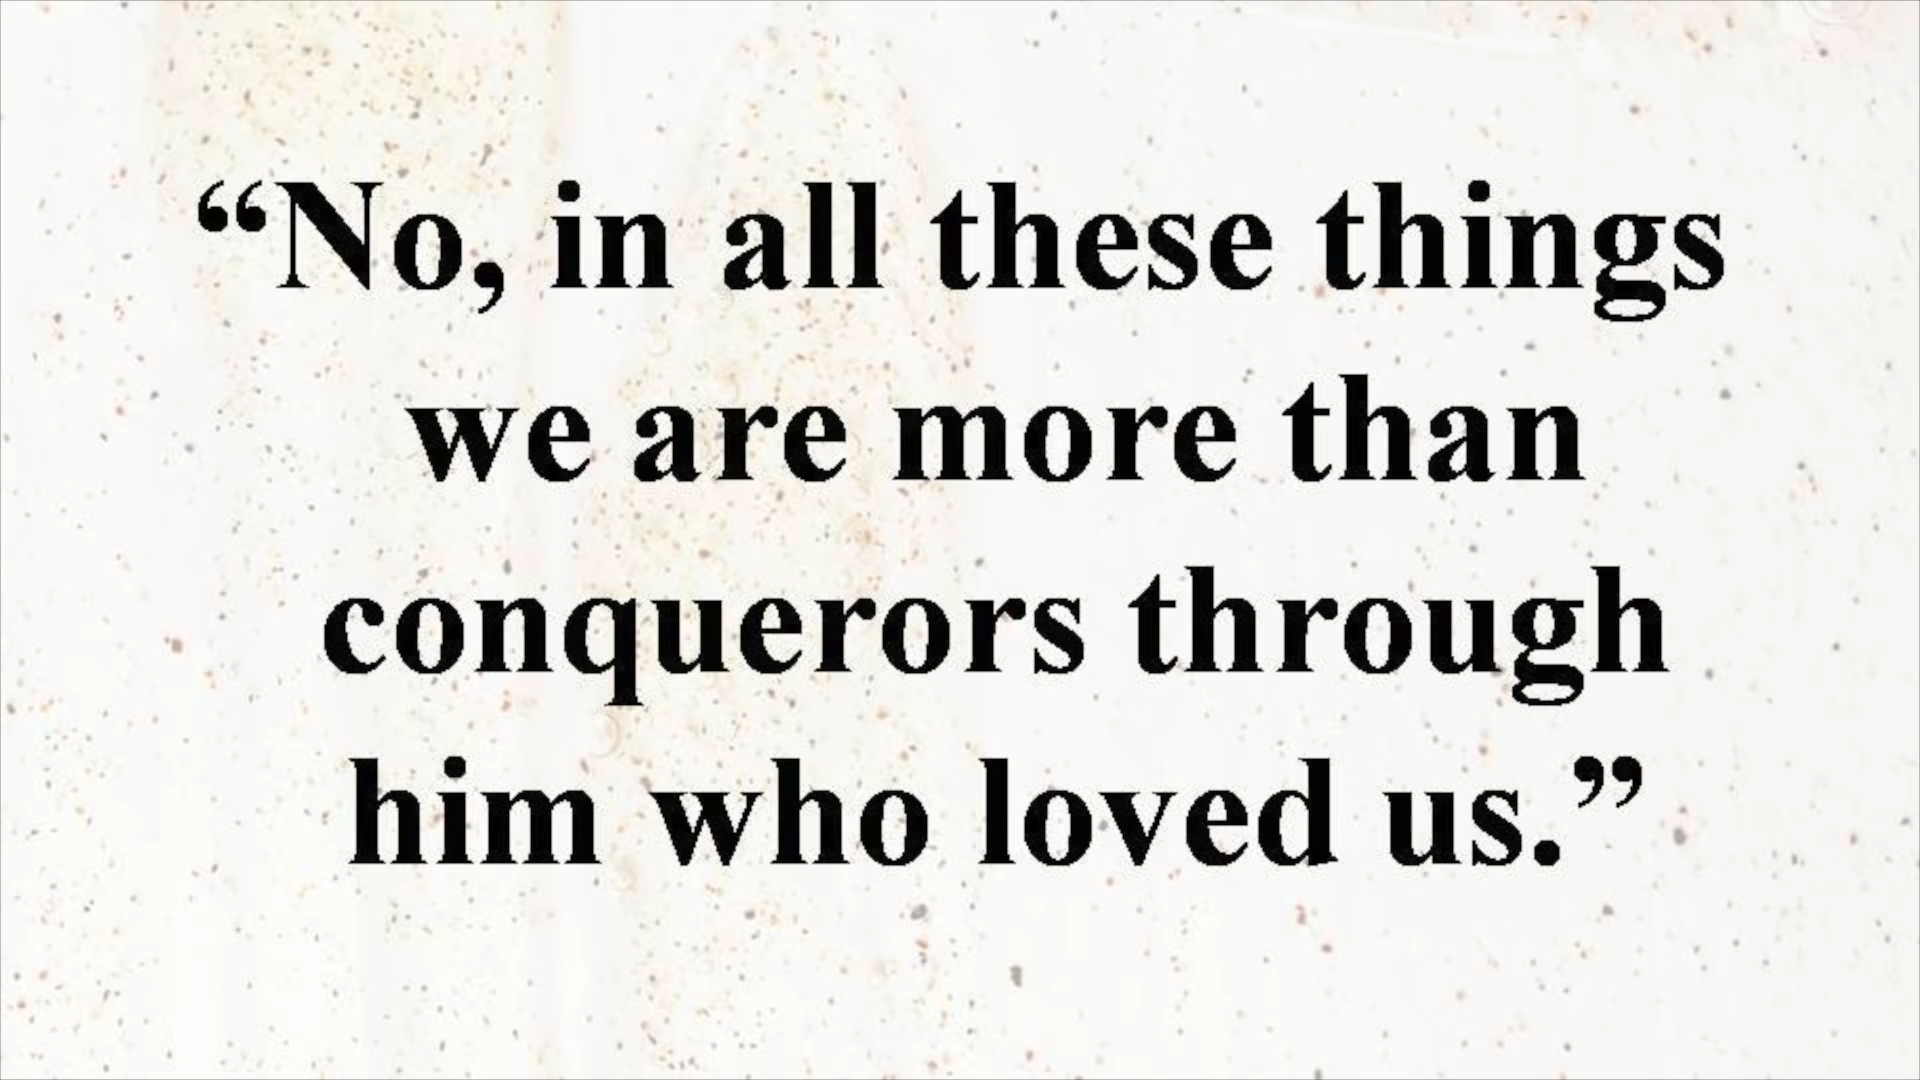 “No, in all these things
we are more than
conquerors through
him who loved us.”